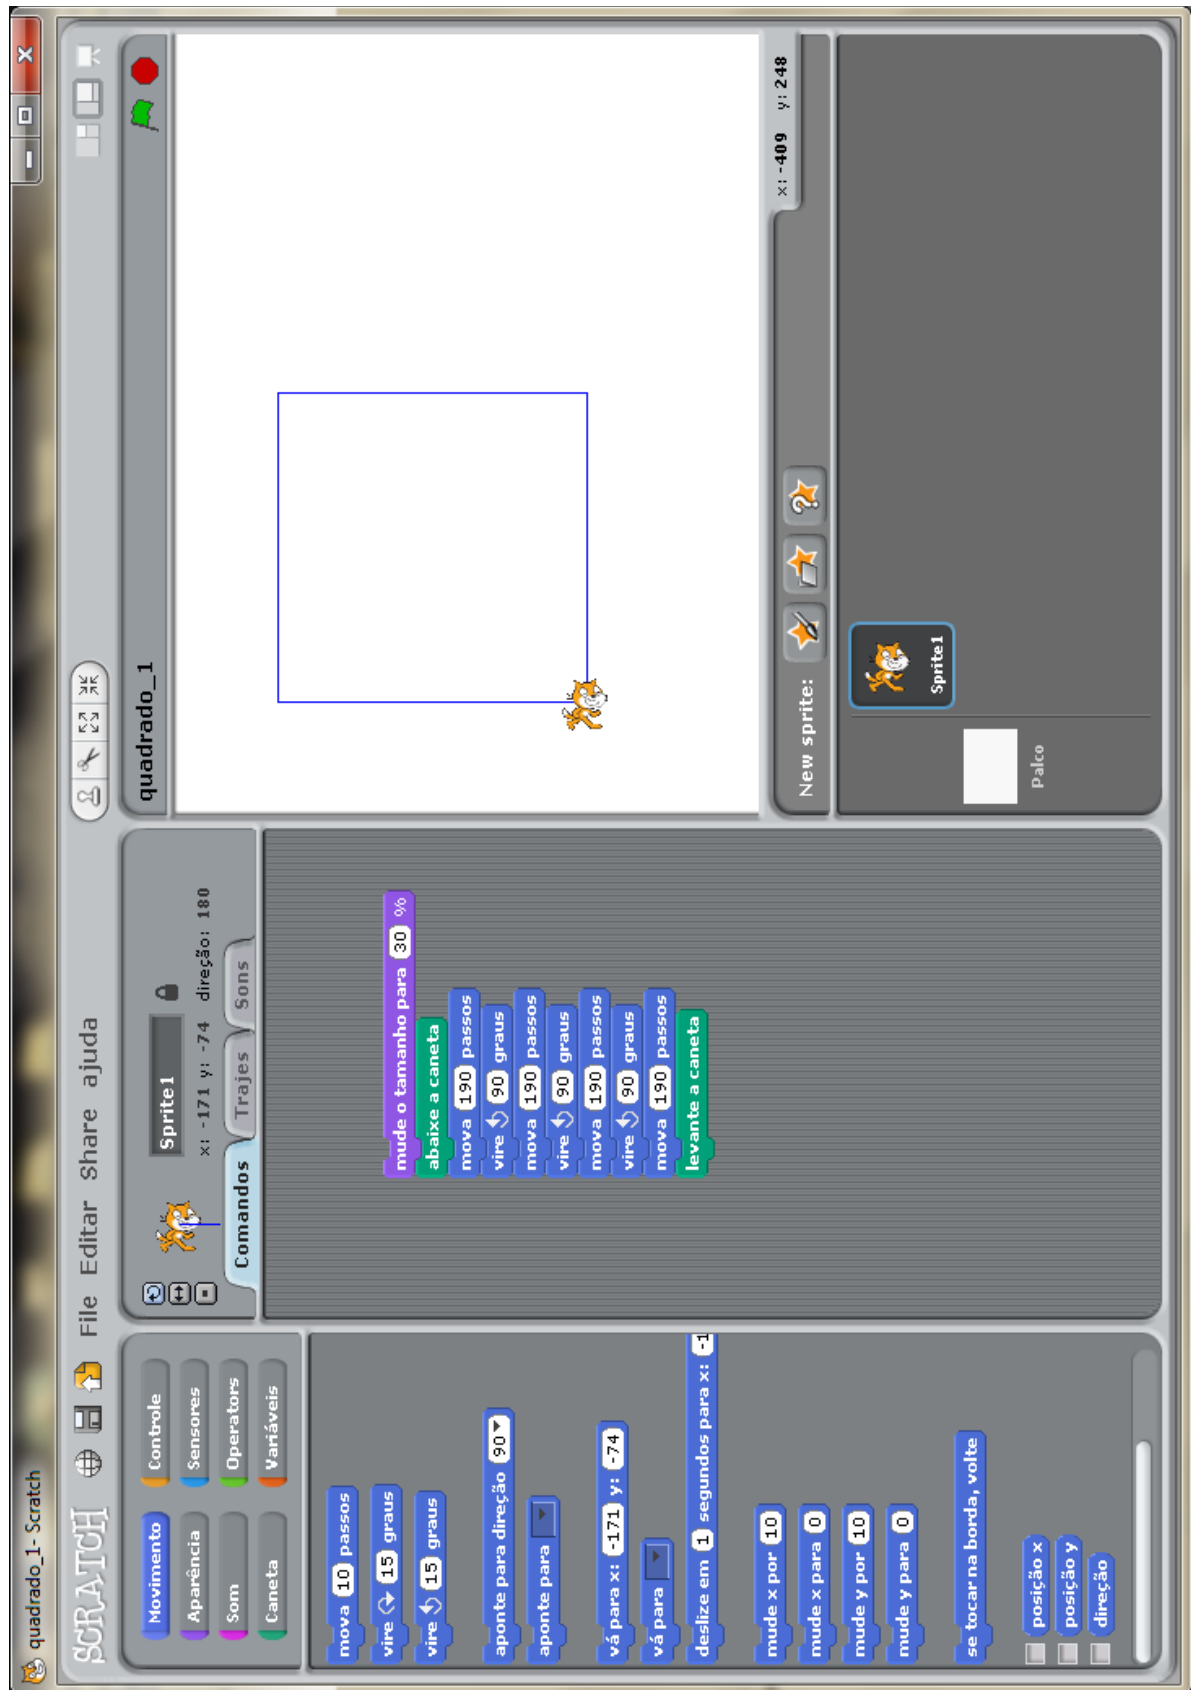 quadrado_1- Scratch
SCRATCH
File Editar Share ajuda
Movimento
Controle
Aparência
Sensores
Som
Operators
Caneta
Variáveis
mova 10 passos
vire 15 graus
vire 15 graus
aponte para direção 90
aponte para
vá para x: -171 y: -74
vá para
deslize em 1 segundos para x: -1
mude x por 10
mude x para 0
mude y por 10
mude y para 0
se tocar na borda, volte
posição x
posição y
direção
Sprite1
x: -171 y: -74 direção: 180
Comandos
Trajes
Sons
mude o tamanho para 30 %
abaixe a caneta
mova 190 passos
vire 90 graus
mova 190 passos
vire 90 graus
mova 190 passos
vire 90 graus
mova 190 passos
levante a caneta
quadrado_1
x: -409 y: 248
New sprite:
Sprite1
Palco